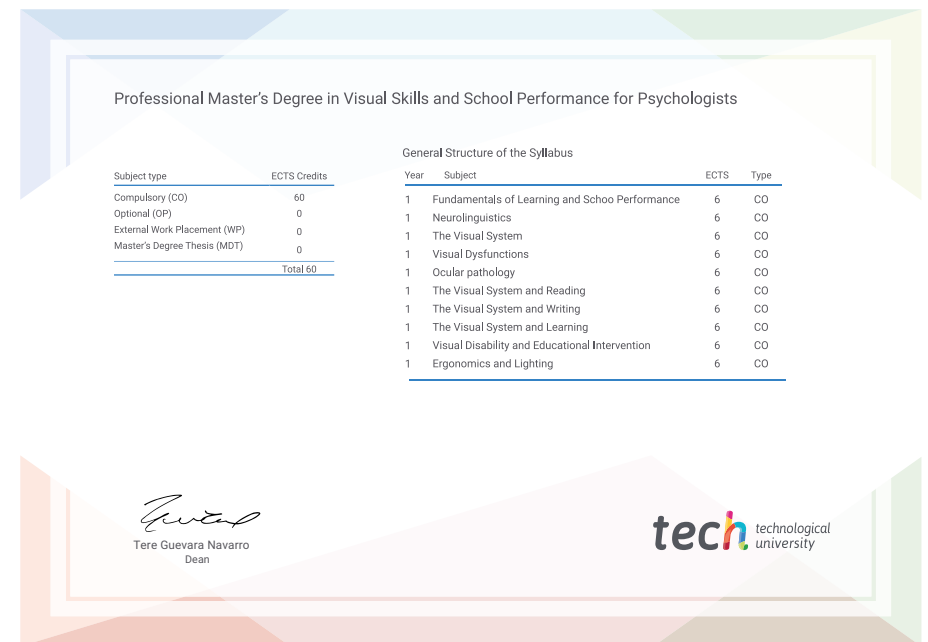 Professional Master's Degree in Visual Skills and School Performance for Psychologists
Subject type ECTS Credits
Compulsory (CO) 60
Optional (OP) 0
External Work Placement (WP) 0
Master's Degree Thesis (MDT) 0
Total 60
General Structure of the Syllabus
Year Subject ECTS Type
1 Fundamentals of Learning and Schoo Performance 6 CO
1 Neurolinguistics 6 CO
1 The Visual System 6 CO
1 Visual Dysfunctions 6 CO
1 Ocular pathology 6 CO
1 The Visual System and Reading 6 CO
1 The Visual System and Writing 6 CO
1 The Visual System and Learning 6 CO
1 Visual Disability and Educational Intervention 6 CO
1 Ergonomics and Lighting 6 CO
Tere Guevara Navarro
Dean
tech technological
university